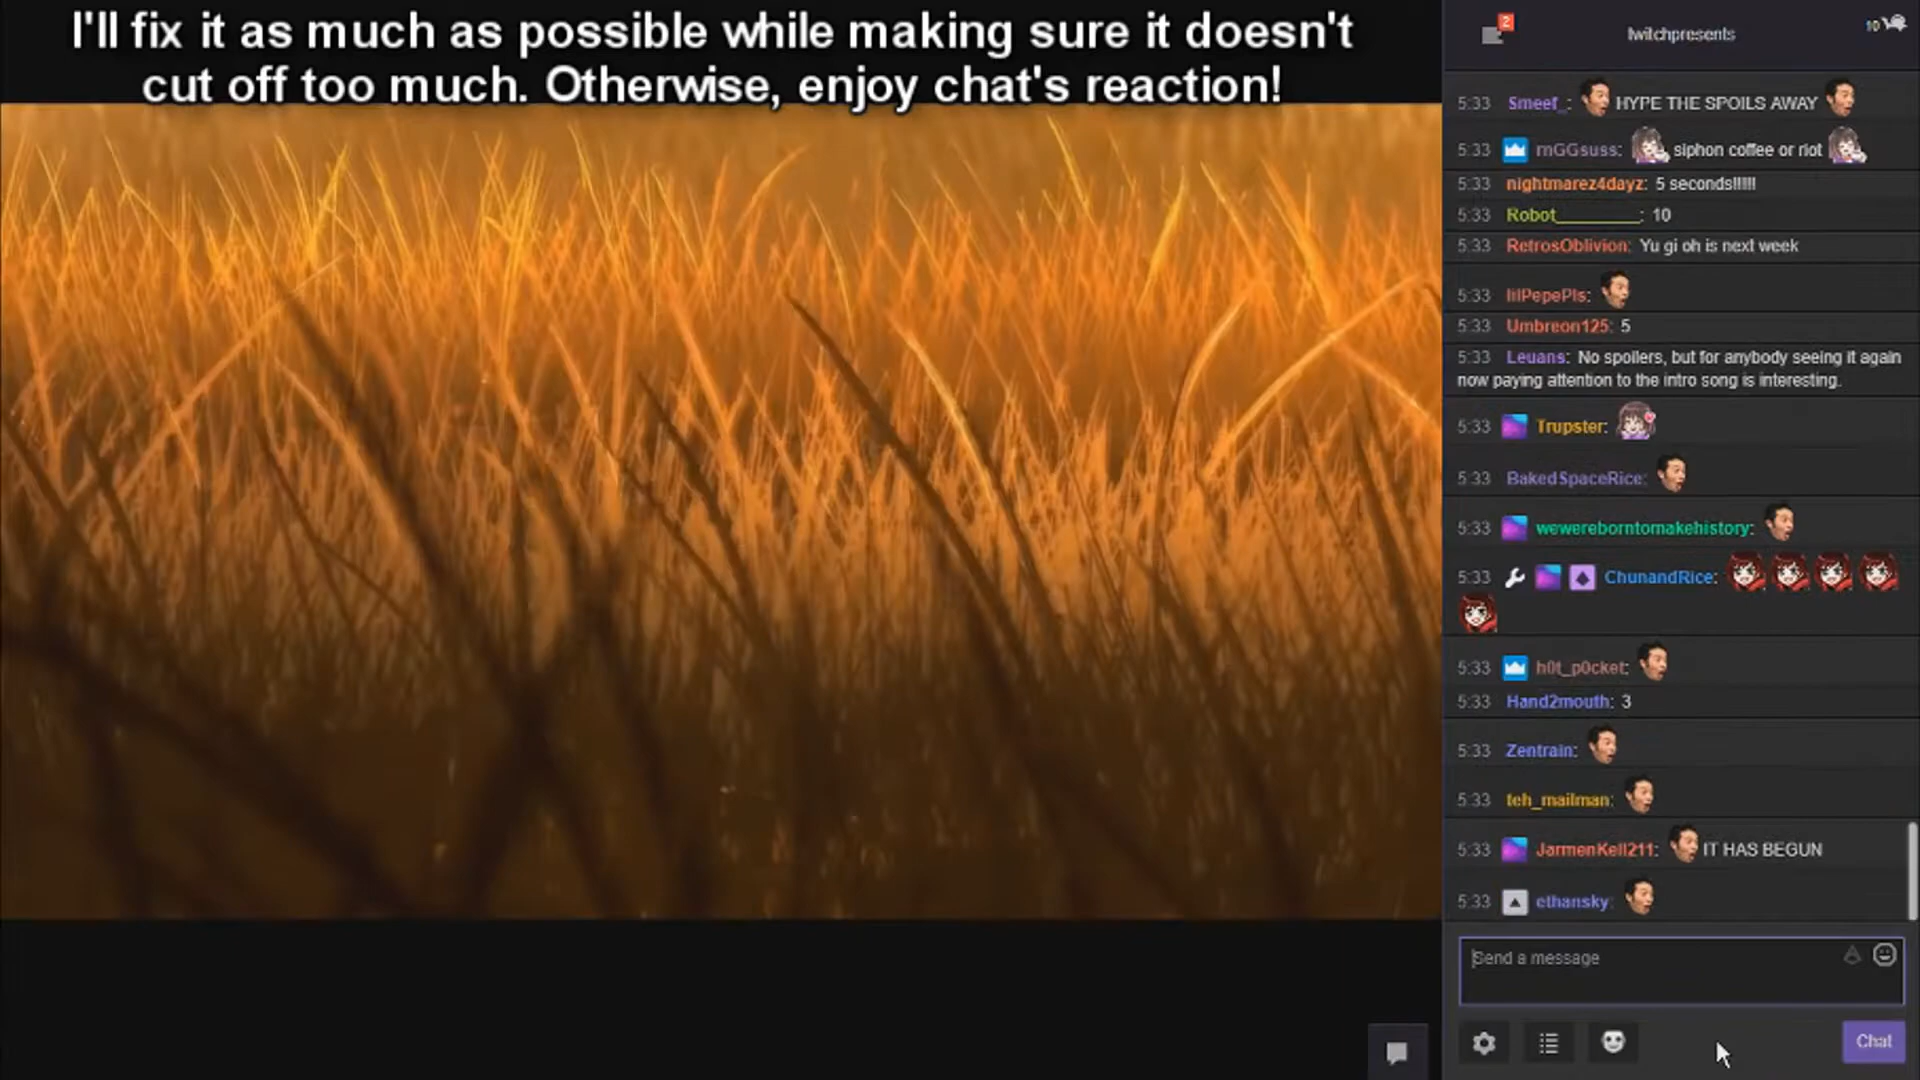 I'll fix it as much as possible while making sure it doesn't
cut off too much. Otherwise, enjoy chat's reaction!
2
twitchpresents
10
5:33 Smeef_: HYPE THE SPOILS AWAY
5:33 mGGsuss: siphon coffee or riot
5:33 nightmarez4dayz: 5 seconds!!!!!!
5:33 Robot_________: 10
5:33 RetrosOblivion: Yu gi oh is next week
5:33 lilPepePls:
5:33 Umbreon125: 5
5:33 Leuans: No spoilers, but for anybody seeing it again
now paying attention to the intro song is interesting.
5:33 Trupster:
5:33 BakedSpaceRice:
5:33 wewereborntomakehistory:
5:33 ChunandRice:
5:33 h0t_p0cket:
5:33 Hand2mouth: 3
5:33 Zentrain:
5:33 teh_mailman:
5:33 JarmenKell211: IT HAS BEGUN
5:33 ethansky:
Send a message
Chat